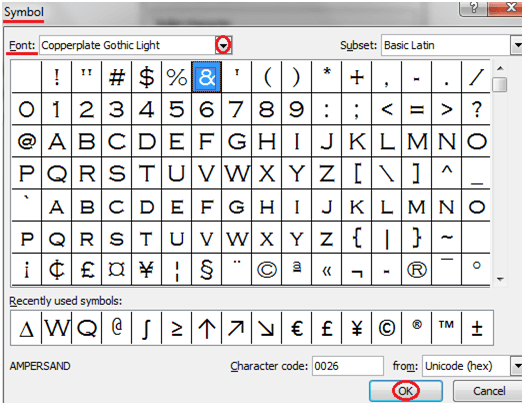 Symbol ? X
Font: Copperplate Gothic Light Subset: Basic Latin
! " # $ % & ' ( ) * + , - . /
0 1 2 3 4 5 6 7 8 9 : ; < = > ?
@ A B C D E F G H I J K L M N O
P Q R S T U V W X Y Z [ \ ] ^ _
` A B C D E F G H I J K L M N O
P Q R S T U V W X Y Z { | } ~
¡ ¢ £ ¤ ¥ ¦ § ¨ © ª « ¬ - ® ¯ °
Recently used symbols:
Δ W Q @ ∫ ≥ ↑ ↗ ↘ € £ ¥ © ® ™ ±
AMPERSAND Character code: 0026 from: Unicode (hex)
OK Cancel